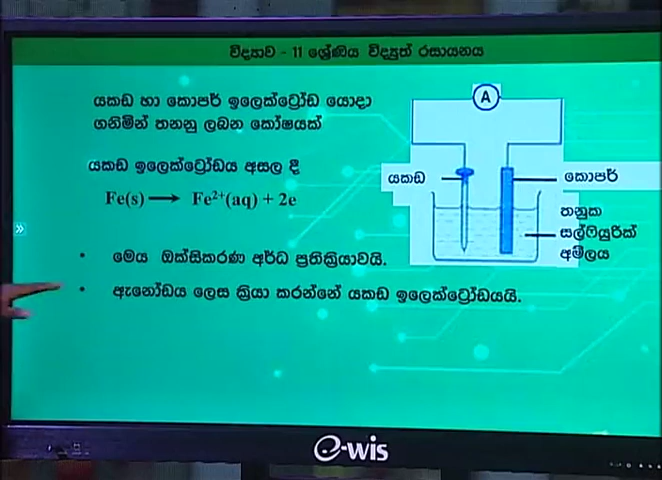 විද්‍යාව - 11 ශ්‍රේණිය විද්‍යුත් රසායනය
යකඩ හා කොපර් ඉලෙක්ට්‍රෝඩ යොදා
ගනිමින් තනනු ලබන කෝෂයක්
යකඩ ඉලෙක්ට්‍රෝඩය අසල දී
Fe(s) ⟶ Fe²⁺(aq) + 2e
• මෙය ඔක්සිකරණ අර්ධ ප්‍රතික්‍රියාවයි.
• ඇනෝඩය ලෙස ක්‍රියා කරන්නේ යකඩ ඉලෙක්ට්‍රෝඩයයි.
A
යකඩ
කොපර්
තනුක
සල්ෆියුරික්
අම්ලය
e-wis